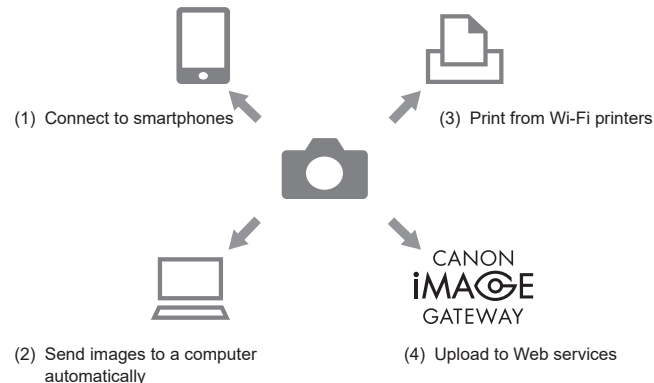 (1) Connect to smartphones
(3) Print from Wi-Fi printers
CANON
iMAGE
GATEWAY
(2) Send images to a computer
automatically
(4) Upload to Web services